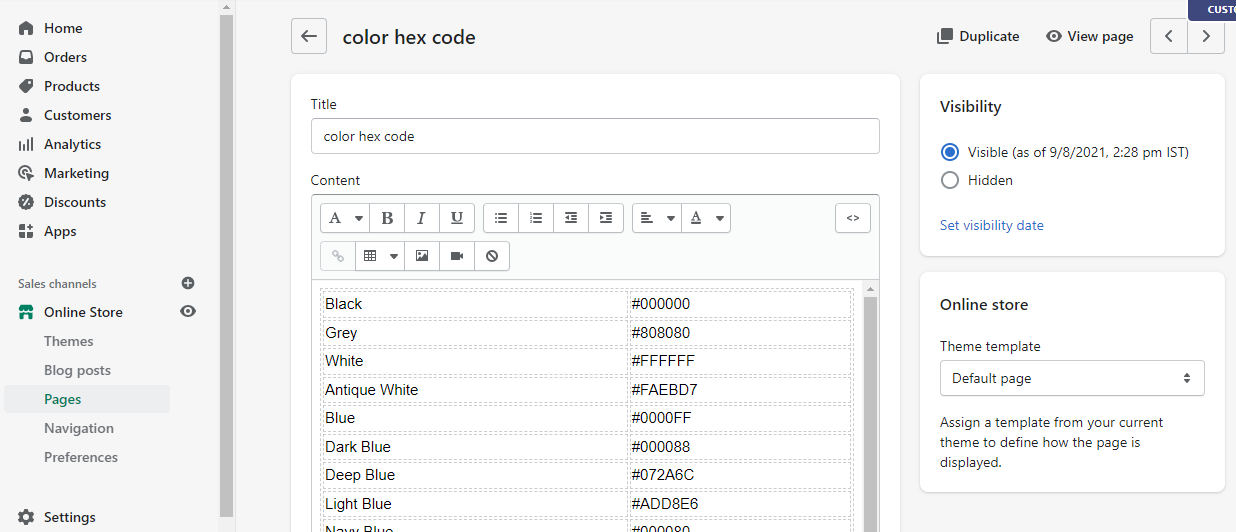 Home
Orders
Products
Customers
Analytics
Marketing
Discounts
Apps
Sales channels
Online Store
Themes
Blog posts
Pages
Navigation
Preferences
Settings
color hex code
Duplicate
View page
Title
color hex code
Content
A B I U A <>
Black #000000
Grey #808080
White #FFFFFF
Antique White #FAEBD7
Blue #0000FF
Dark Blue #000088
Deep Blue #072A6C
Light Blue #ADD8E6
Navy Blue #000080
Visibility
Visible (as of 9/8/2021, 2:28 pm IST)
Hidden
Set visibility date
Online store
Theme template
Default page
Assign a template from your current
theme to define how the page is
displayed.